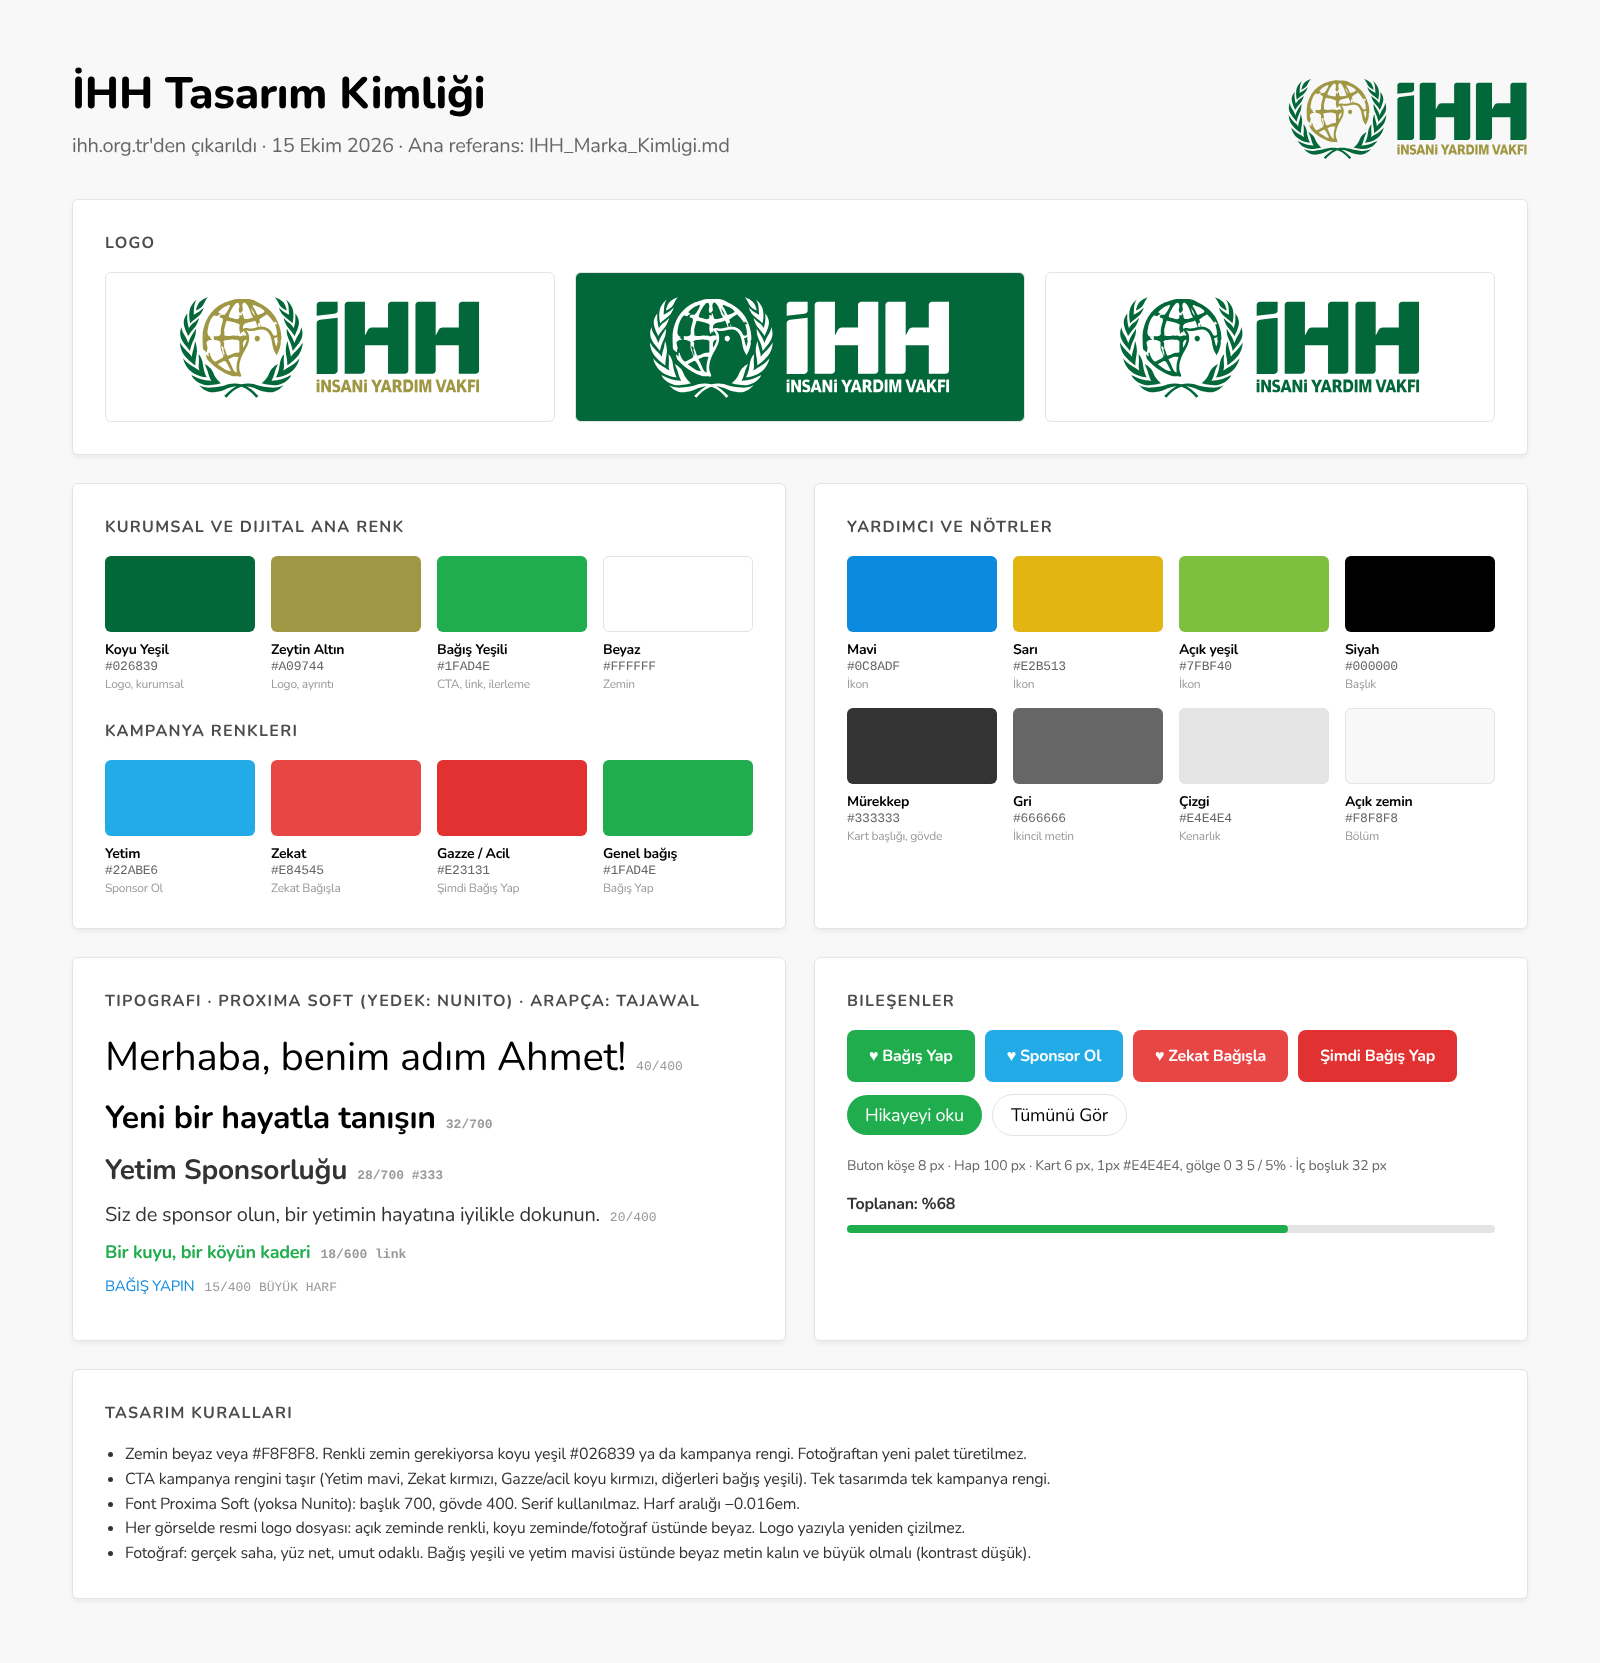 İHH Tasarım Kimliği
ihh.org.tr'den çıkarıldı · 15 Ekim 2026 · Ana referans: IHH_Marka_Kimligi.md
iHH
iNSANi YARDIM VAKFI
LOGO
iHH
iNSANi YARDIM VAKFI
iHH
iNSANi YARDIM VAKFI
iHH
iNSANi YARDIM VAKFI
KURUMSAL VE DIJITAL ANA RENK
Koyu Yeşil
#026839
Logo, kurumsal
Zeytin Altın
#A09744
Logo, ayrıntı
Bağış Yeşili
#1FAD4E
CTA, link, ilerleme
Beyaz
#FFFFFF
Zemin
KAMPANYA RENKLERI
Yetim
#22ABE6
Sponsor Ol
Zekat
#E84545
Zekat Bağışla
Gazze / Acil
#E23131
Şimdi Bağış Yap
Genel bağış
#1FAD4E
Bağış Yap
YARDIMCI VE NÖTRLER
Mavi
#0C8ADF
İkon
Sarı
#E2B513
İkon
Açık yeşil
#7FBF40
İkon
Siyah
#000000
Başlık
Mürekkep
#333333
Kart başlığı, gövde
Gri
#666666
İkincil metin
Çizgi
#E4E4E4
Kenarlık
Açık zemin
#F8F8F8
Bölüm
TIPOGRAFI · PROXIMA SOFT (YEDEK: NUNITO) · ARAPÇA: TAJAWAL
Merhaba, benim adım Ahmet! 40/400
Yeni bir hayatla tanışın 32/700
Yetim Sponsorluğu 28/700 #333
Siz de sponsor olun, bir yetimin hayatına iyilikle dokunun. 20/400
Bir kuyu, bir köyün kaderi 18/600 link
BAĞIŞ YAPIN 15/400 BÜYÜK HARF
BILEŞENLER
♥ Bağış Yap
♥ Sponsor Ol
♥ Zekat Bağışla
Şimdi Bağış Yap
Hikayeyi oku
Tümünü Gör
Buton köşe 8 px · Hap 100 px · Kart 6 px, 1px #E4E4E4, gölge 0 3 5 / 5% · İç boşluk 32 px
Toplanan: %68
TASARIM KURALLARI
• Zemin beyaz veya #F8F8F8. Renkli zemin gerekiyorsa koyu yeşil #026839 ya da kampanya rengi. Fotoğraftan yeni palet türetilmez.
• CTA kampanya rengini taşır (Yetim mavi, Zekat kırmızı, Gazze/acil koyu kırmızı, diğerleri bağış yeşili). Tek tasarımda tek kampanya rengi.
• Font Proxima Soft (yoksa Nunito): başlık 700, gövde 400. Serif kullanılmaz. Harf aralığı −0.016em.
• Her görselde resmi logo dosyası: açık zeminde renkli, koyu zeminde/fotoğraf üstünde beyaz. Logo yazıyla yeniden çizilmez.
• Fotoğraf: gerçek saha, yüz net, umut odaklı. Bağış yeşili ve yetim mavisi üstünde beyaz metin kalın ve büyük olmalı (kontrast düşük).